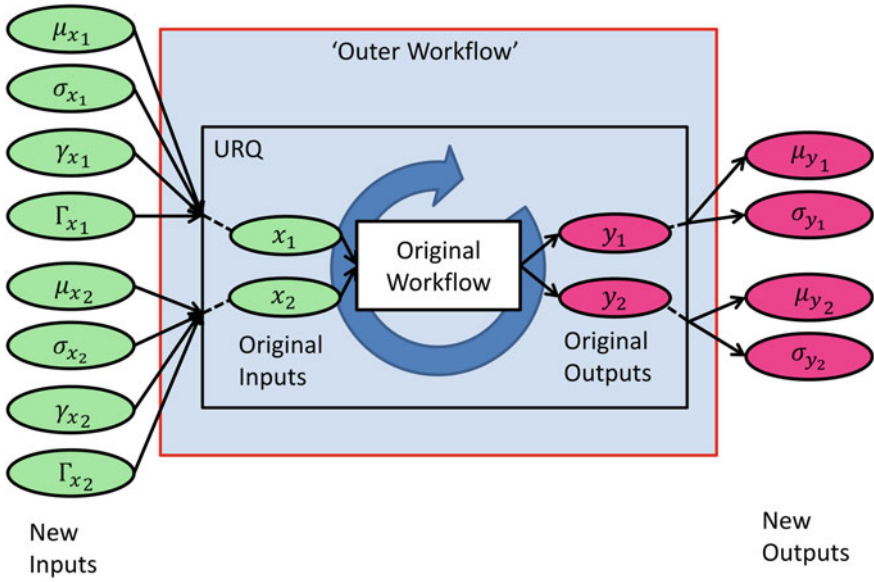 μx1
σx1
γx1
Γx1
μx2
σx2
γx2
Γx2
New
Inputs
'Outer Workflow'
URQ
x1
x2
Original
Inputs
Original
Workflow
y1
y2
Original
Outputs
μy1
σy1
μy2
σy2
New
Outputs